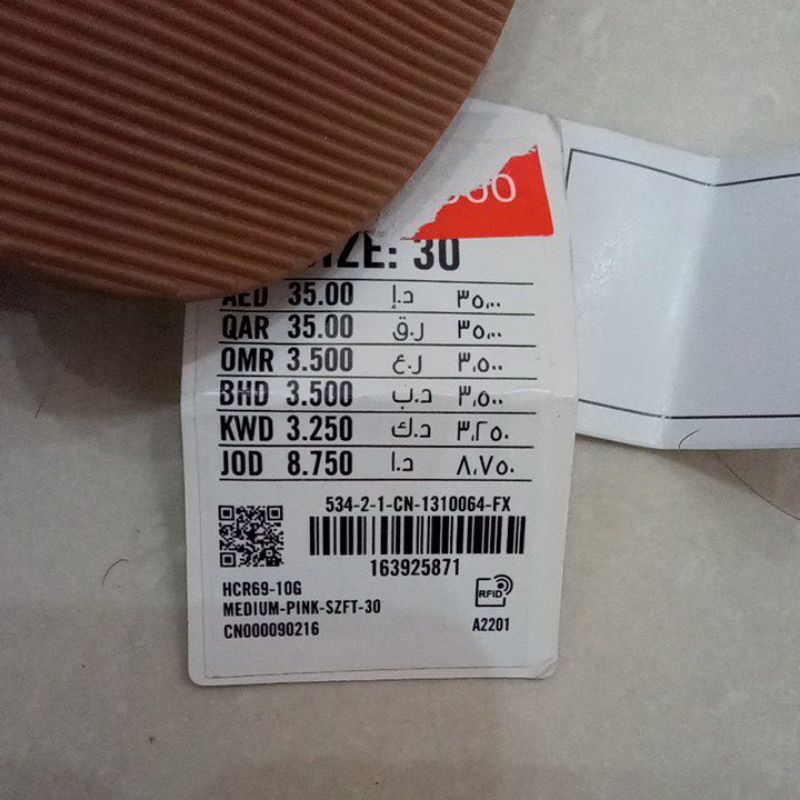 SIZE: 30
AED 35.00 د.إ ٣٥,٠٠
QAR 35.00 ر.ق ٣٥,٠٠
OMR 3.500 ر.ع ٣,٥٠٠
BHD 3.500 د.ب ٣,٥٠٠
KWD 3.250 د.ك ٣,٢٥٠
JOD 8.750 د.ا ٨,٧٥٠
534-2-1-CN-1310064-FX
163925871
HCR69-10G
MEDIUM-PINK-SZFT-30
CN000090216
RFID
A2201